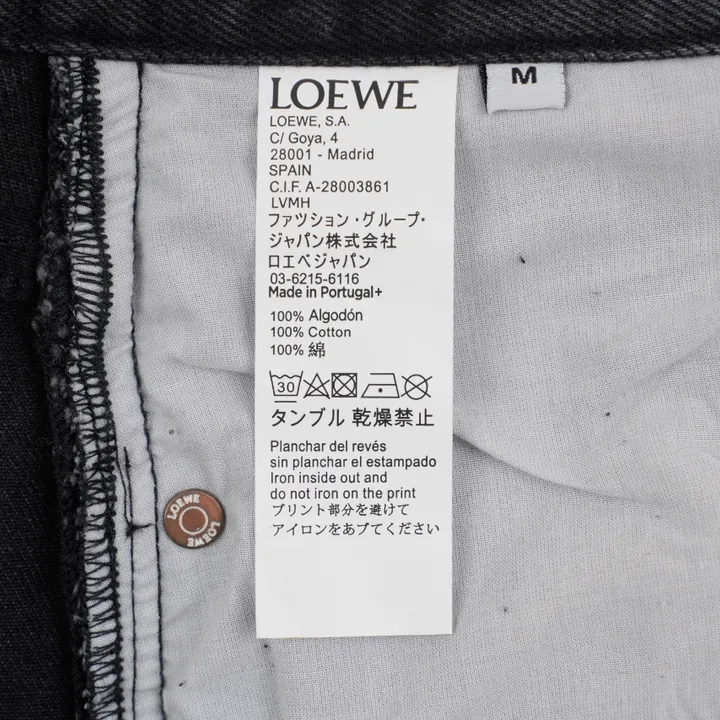 LOEWE
M
LOEWE, S.A.
C/ Goya, 4
28001 - Madrid
SPAIN
C.I.F. A-28003861
LVMH
ファツション・グループ・
ジャパン株式会社
ロエベジャパン
03-6215-6116
Made in Portugal+
100% Algodón
100% Cotton
100% 綿
30
タンブル 乾燥禁止
Planchar del revés
sin planchar el estampado
Iron inside out and
do not iron on the print
プリント部分を避けて
アイロンをあブてください
LOEWE
LOEWE